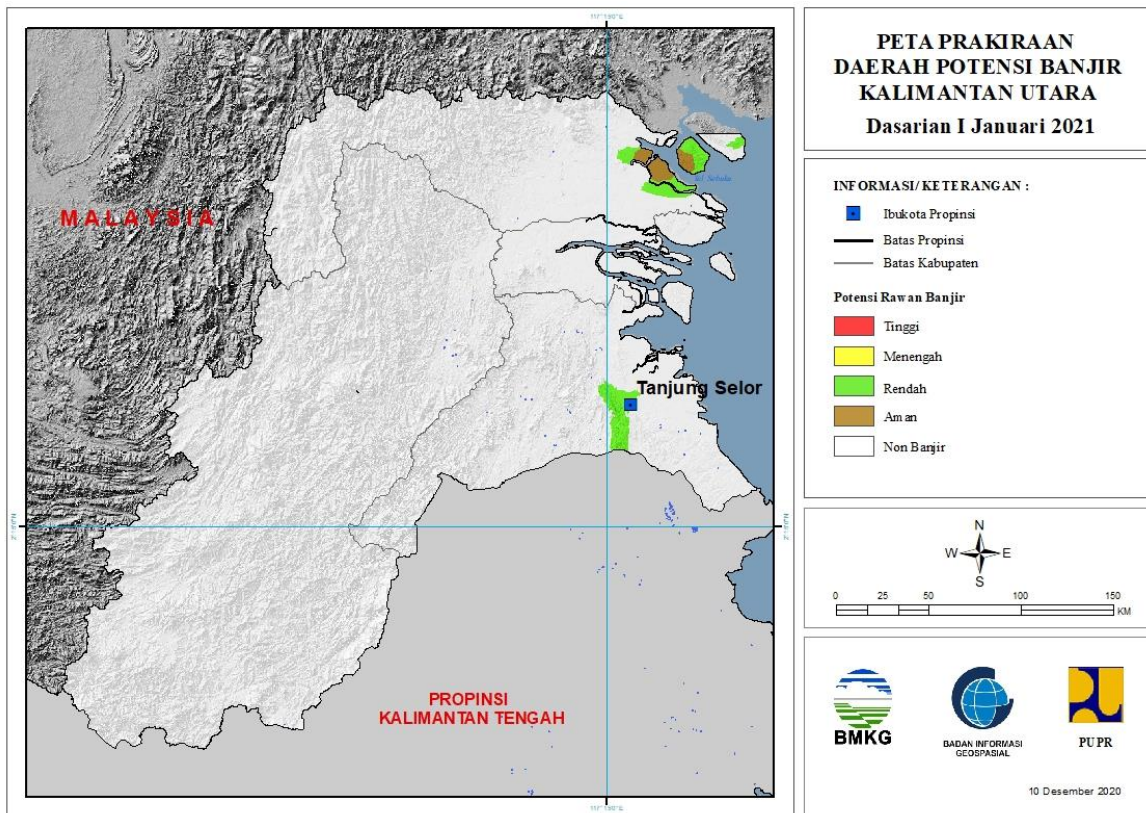 PETA PRAKIRAAN
DAERAH POTENSI BANJIR
KALIMANTAN UTARA
Dasarian I Januari 2021
INFORMASI/ KETERANGAN :
Ibukota Propinsi
Batas Propinsi
Batas Kabupaten
Potensi Rawan Banjir
Tinggi
Menengah
Rendah
Aman
Non Banjir
N
W E
S
0 25 50 100 150
KM
BMKG
BADAN INFORMASI
GEOSPASIAL
PUPR
10 Desember 2020
MALAYSIA
Tanjung Selor
PROPINSI
KALIMANTAN TENGAH